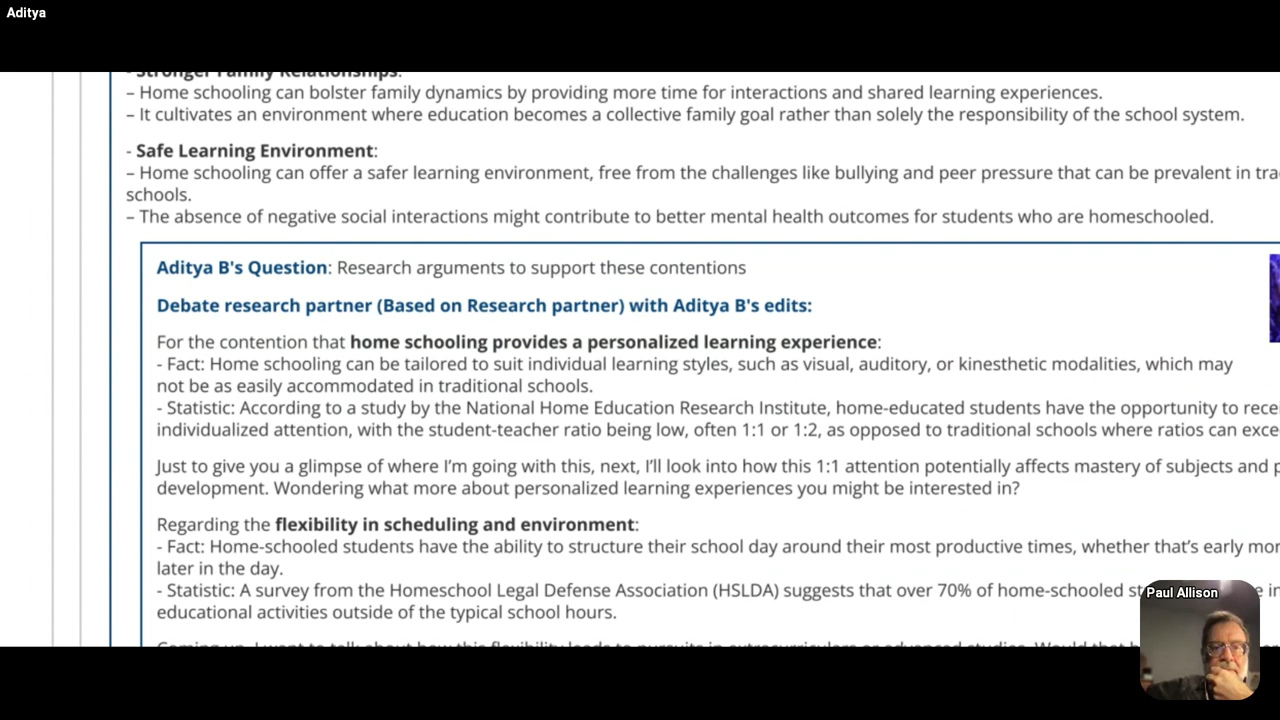 Aditya
- Stronger Family Relationships:
– Home schooling can bolster family dynamics by providing more time for interactions and shared learning experiences.
– It cultivates an environment where education becomes a collective family goal rather than solely the responsibility of the school system.
- Safe Learning Environment:
– Home schooling can offer a safer learning environment, free from the challenges like bullying and peer pressure that can be prevalent in tra
schools.
– The absence of negative social interactions might contribute to better mental health outcomes for students who are homeschooled.
Aditya B's Question: Research arguments to support these contentions
Debate research partner (Based on Research partner) with Aditya B's edits:
For the contention that home schooling provides a personalized learning experience:
- Fact: Home schooling can be tailored to suit individual learning styles, such as visual, auditory, or kinesthetic modalities, which may
not be as easily accommodated in traditional schools.
- Statistic: According to a study by the National Home Education Research Institute, home-educated students have the opportunity to rece
individualized attention, with the student-teacher ratio being low, often 1:1 or 1:2, as opposed to traditional schools where ratios can exce
Just to give you a glimpse of where I’m going with this, next, I’ll look into how this 1:1 attention potentially affects mastery of subjects and p
development. Wondering what more about personalized learning experiences you might be interested in?
Regarding the flexibility in scheduling and environment:
- Fact: Home-schooled students have the ability to structure their school day around their most productive times, whether that’s early mor
later in the day.
- Statistic: A survey from the Homeschool Legal Defense Association (HSLDA) suggests that over 70% of home-schooled st
educational activities outside of the typical school hours.
Paul Allison